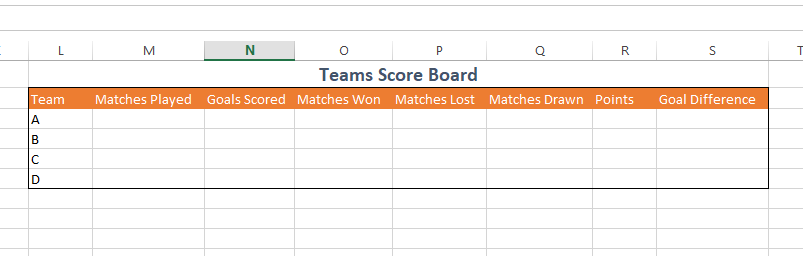 L M N O P Q R S T
Teams Score Board
Team Matches Played Goals Scored Matches Won Matches Lost Matches Drawn Points Goal Difference
A
B
C
D